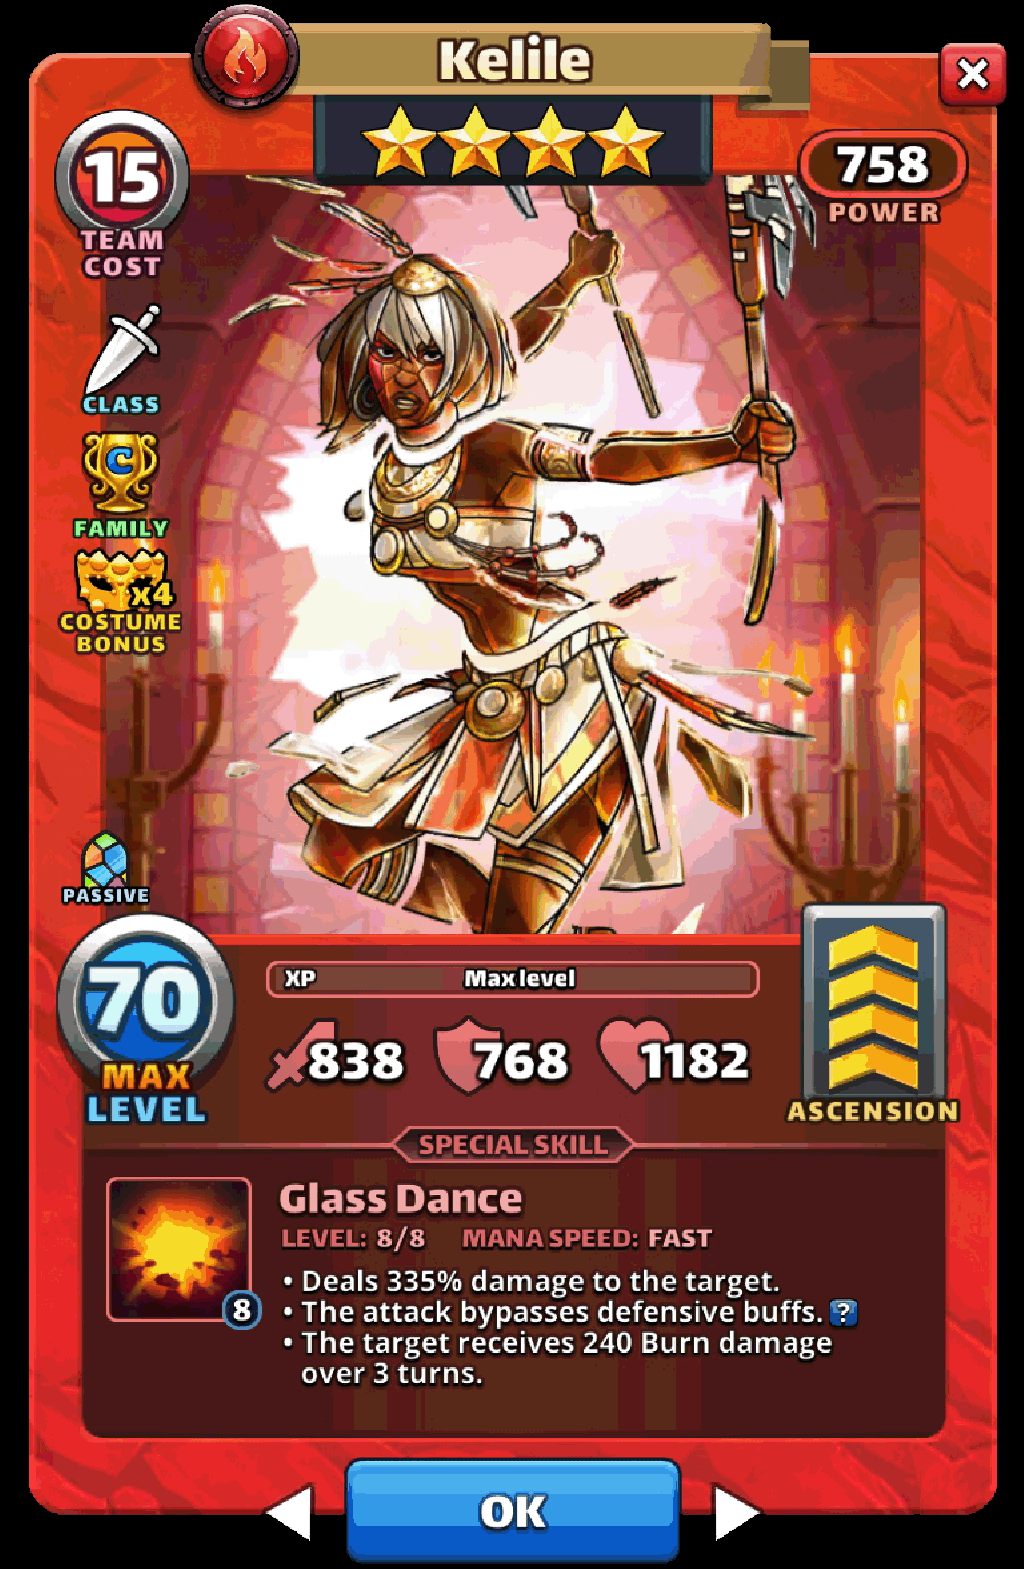 Kelile
15
TEAM
COST
758
POWER
CLASS
C
FAMILY
x4
COSTUME
BONUS
PASSIVE
70
MAX
LEVEL
XP
Max level
838
768
1182
ASCENSION
SPECIAL SKILL
Glass Dance
LEVEL: 8/8 MANA SPEED: FAST
8
• Deals 335% damage to the target.
• The attack bypasses defensive buffs. ?
• The target receives 240 Burn damage
over 3 turns.
OK